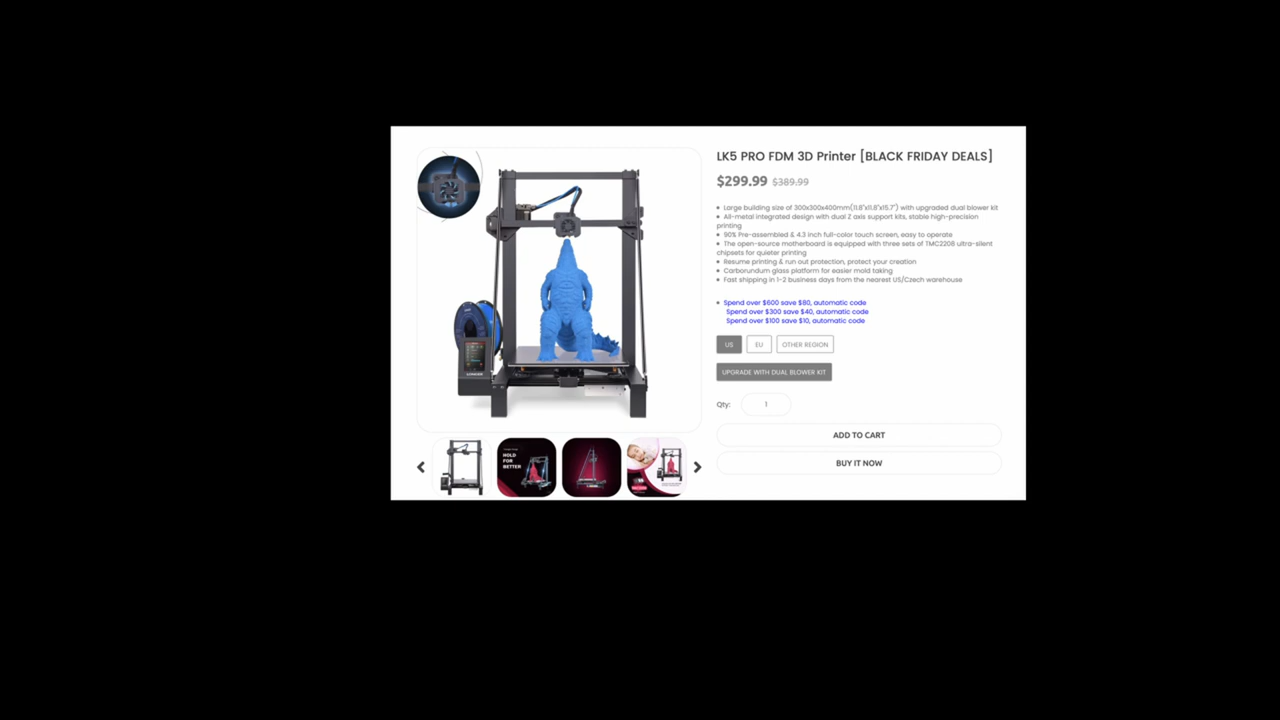 LK5 PRO FDM 3D Printer [BLACK FRIDAY DEALS]
$299.99 $389.99
Large building size of 300x300x400mm(11.8"x11.8"x15.7") with upgraded dual blower kit
All-metal integrated design with dual Z axis support kits, stable high-precision
printing
90% Pre-assembled & 4.3 inch full-color touch screen, easy to operate
The open-source motherboard is equipped with three sets of TMC2208 ultra-silent
chipsets for quieter printing
Resume printing & run out protection, protect your creation
Carborundum glass platform for easier mold taking
Fast shipping in 1-2 business days from the nearest US/Czech warehouse
Spend over $600 save $80, automatic code
Spend over $300 save $40, automatic code
Spend over $100 save $10, automatic code
US EU OTHER REGION
UPGRADE WITH DUAL BLOWER KIT
Qty: 1
ADD TO CART
BUY IT NOW
HOLD
FOR
BETTER